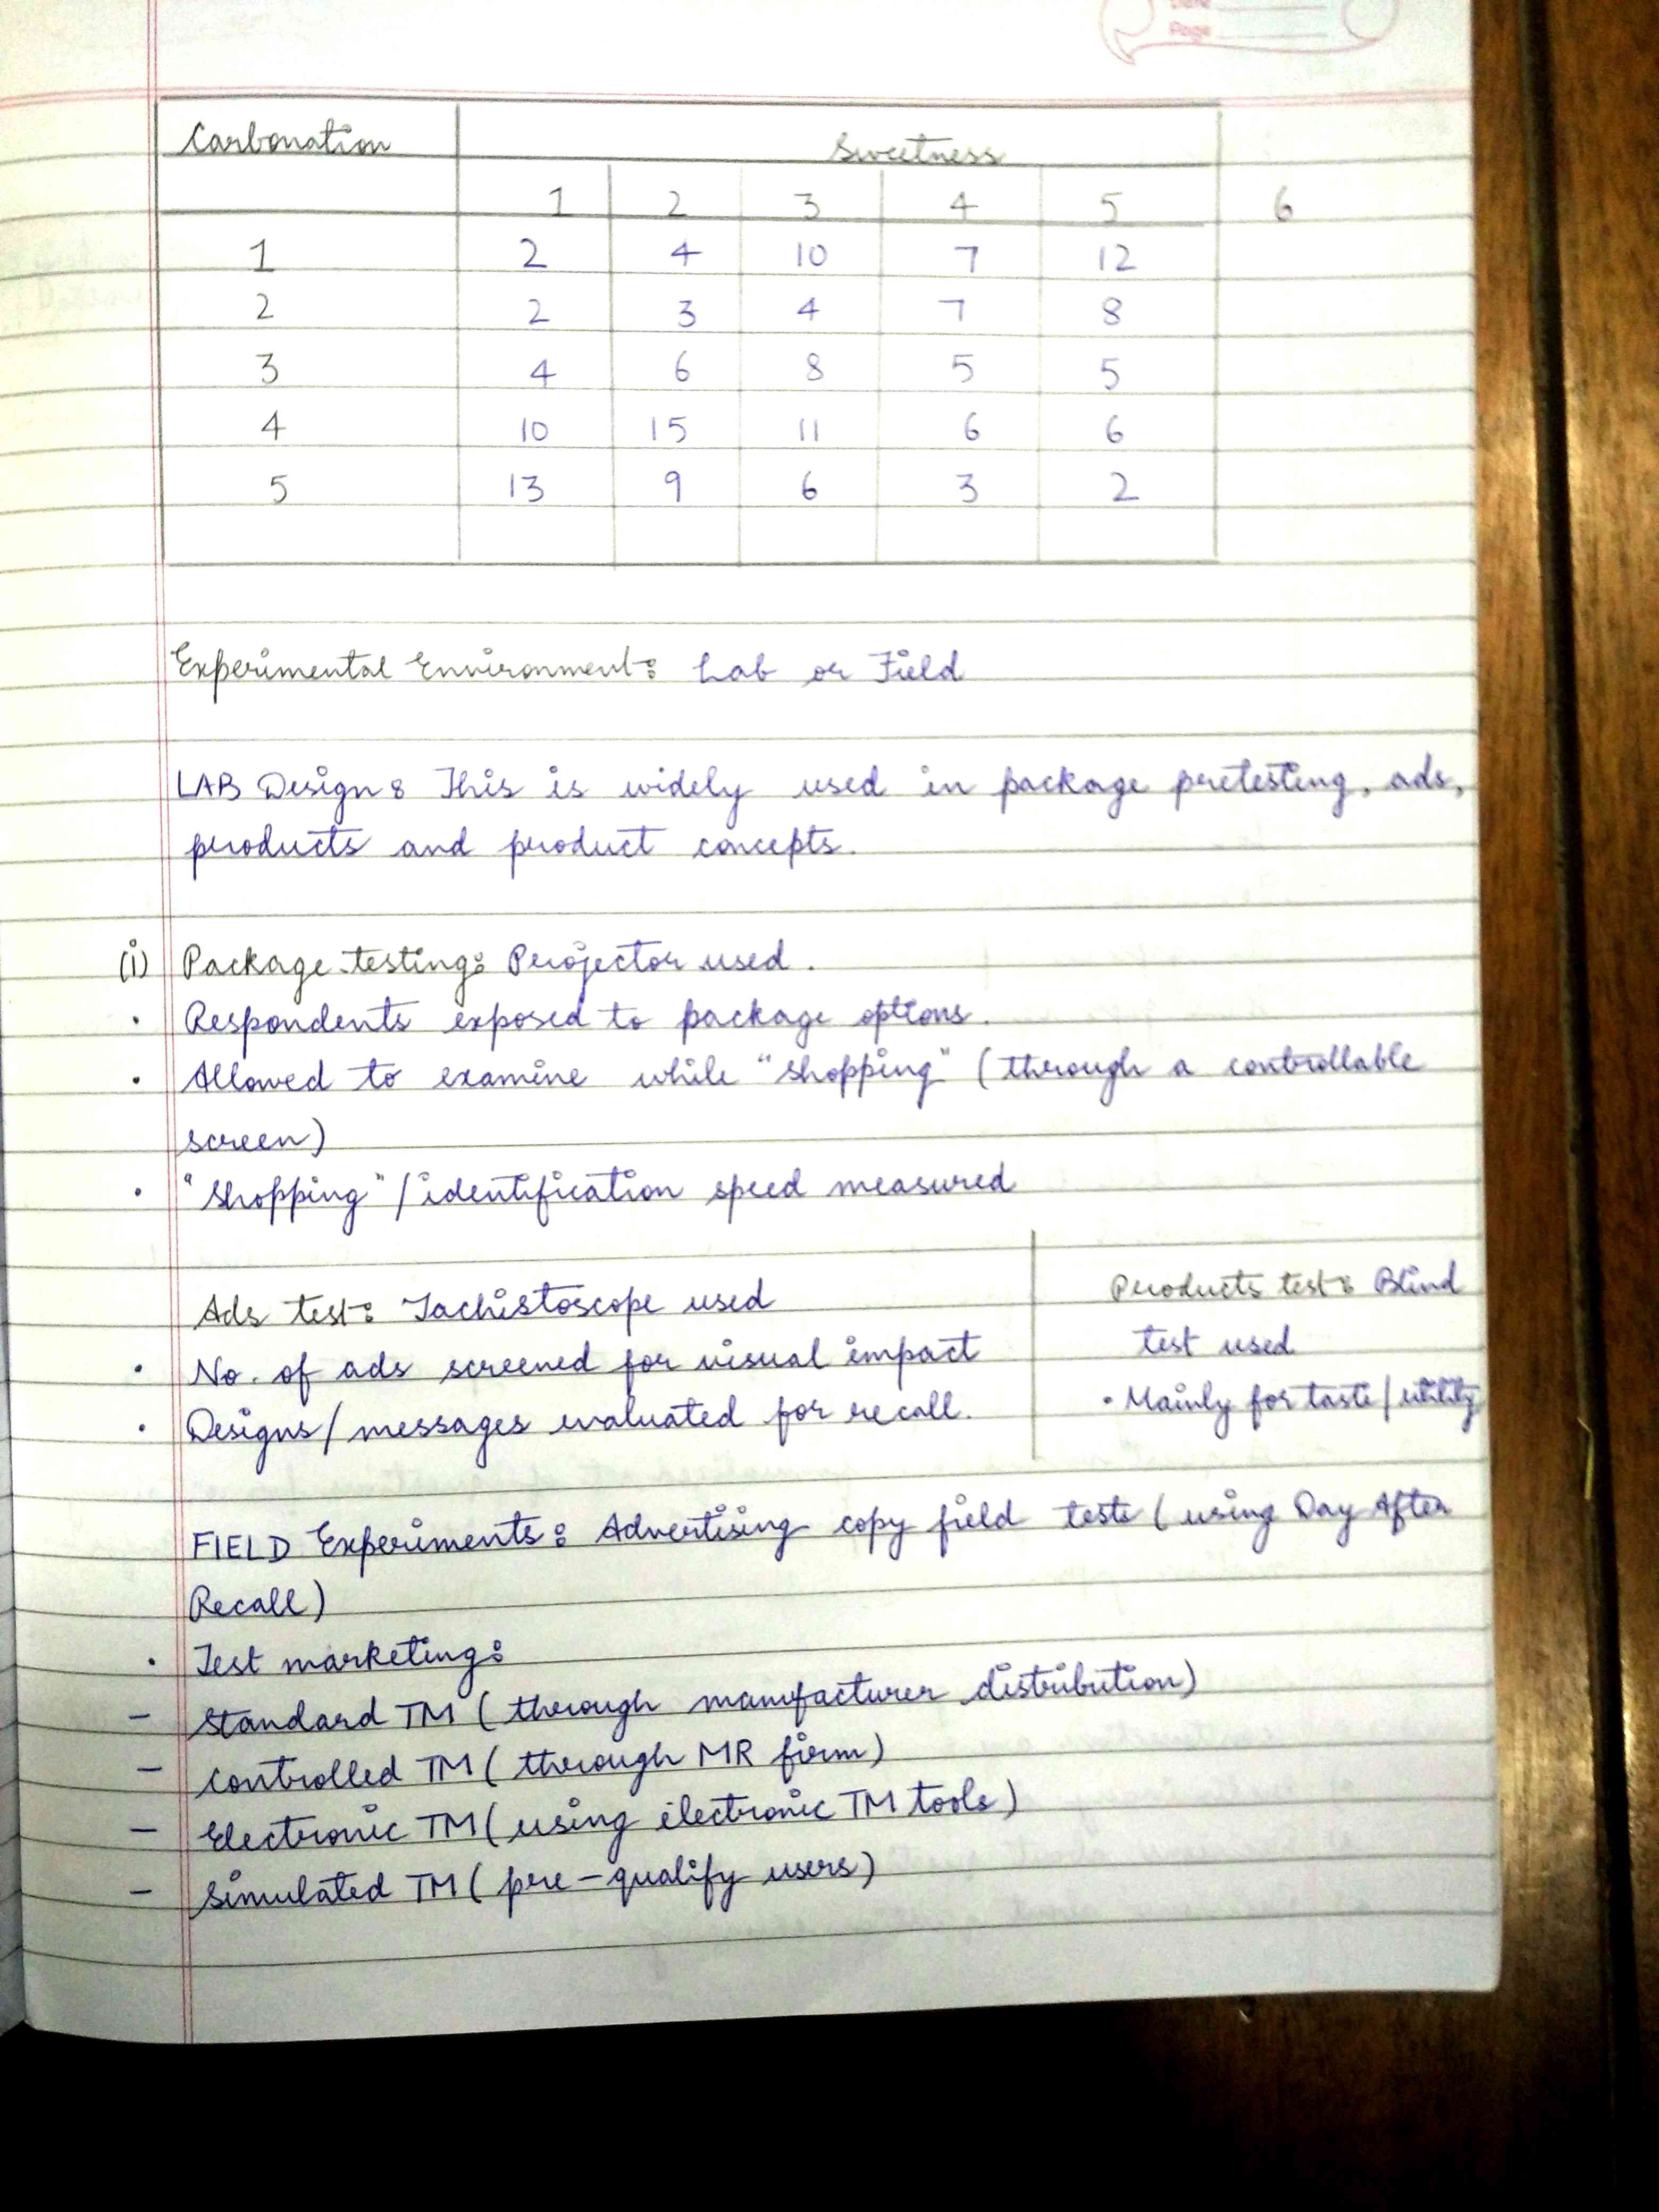 Page
Carbonation Sweetness
1 2 3 4 5 6
1 2 4 10 7 12
2 2 3 4 7 8
3 4 6 8 5 5
4 10 15 11 6 6
5 13 9 6 3 2
Experimental Environment: Lab or Field
LAB Design: This is widely used in package pretesting, ads,
products and product concepts.
(i) Package testing: Projector used.
• Respondents exposed to package options.
• Allowed to examine while "shopping" (through a controllable
screen)
• "Shopping"/identification speed measured
Ads test: Tachistoscope used
• No. of ads screened for visual impact
• Designs/messages evaluated for recall.
Products test: Blind
test used
• Mainly for taste/utility
FIELD Experiments: Advertising copy field tests (using Day After
Recall)
• Test marketing:
- Standard TM (through manufacturer distribution)
- Controlled TM (through MR firm)
- Electronic TM (using electronic TM tools)
- Simulated TM (pre-qualify users)